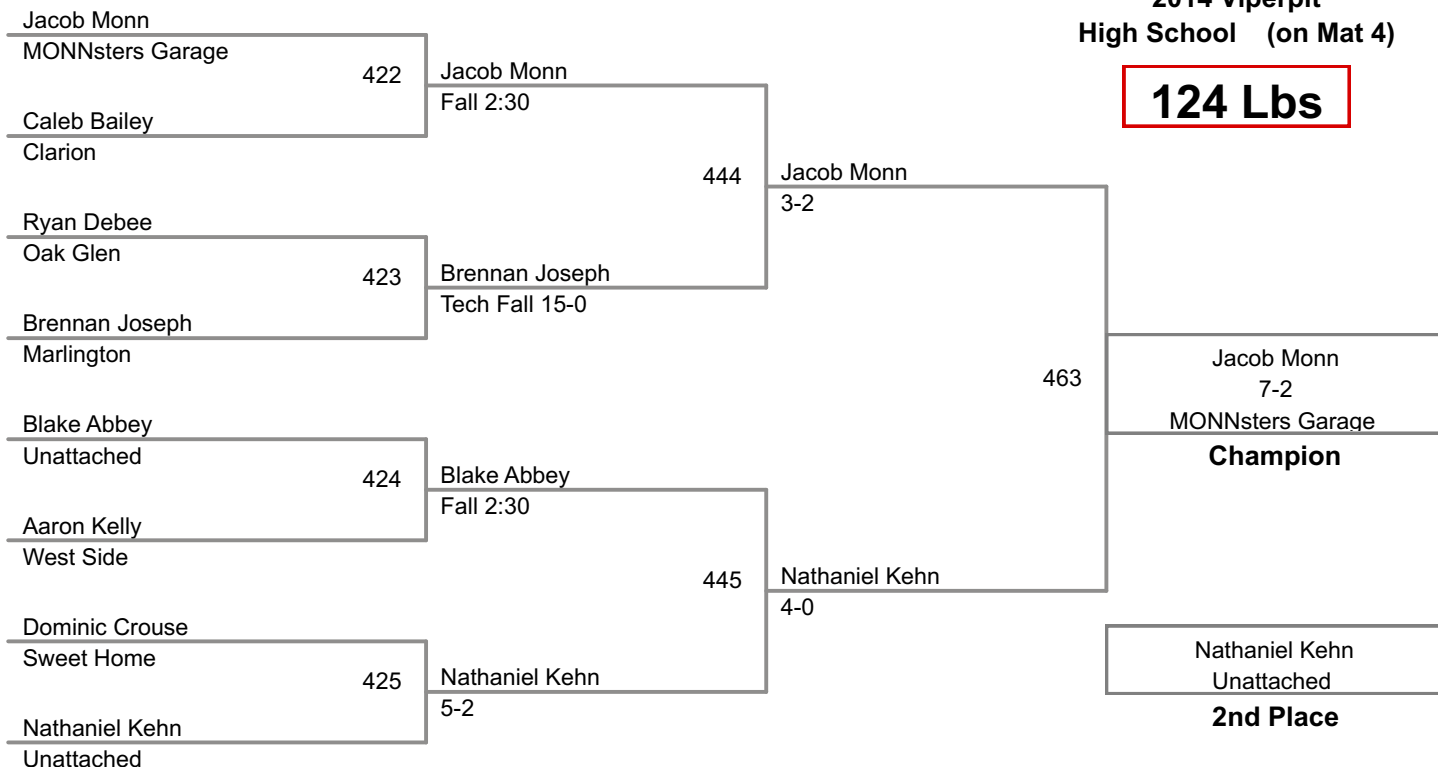 2014 Viperpit
High School (on Mat 4)
124 Lbs
Jacob Monn
MONNsters Garage
422
Caleb Bailey
Clarion
Ryan Debee
Oak Glen
423
Brennan Joseph
Marlington
Blake Abbey
Unattached
424
Aaron Kelly
West Side
Dominic Crouse
Sweet Home
425
Nathaniel Kehn
Unattached
Jacob Monn
Fall 2:30
444
Brennan Joseph
Tech Fall 15-0
Blake Abbey
Fall 2:30
445
Nathaniel Kehn
5-2
Jacob Monn
3-2
463
Nathaniel Kehn
4-0
Jacob Monn
7-2
MONNsters Garage
Champion
Nathaniel Kehn
Unattached
2nd Place